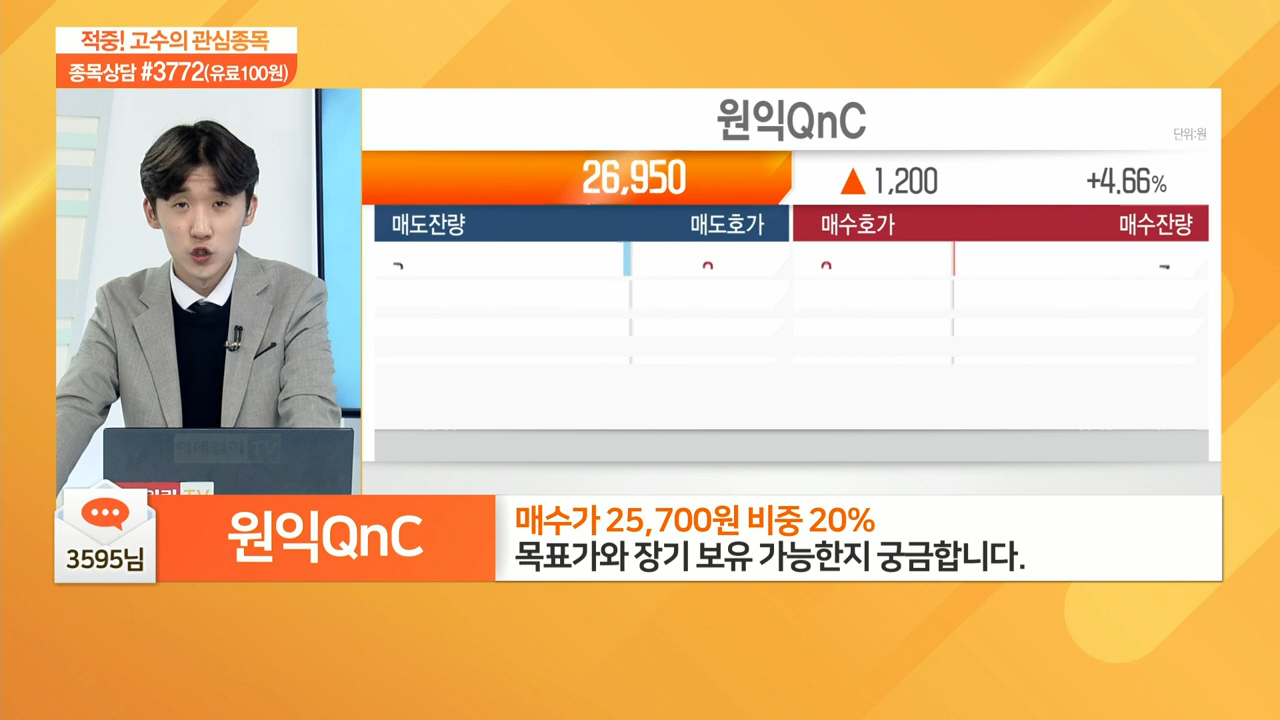 적중! 고수의 관심종목
종목상담 #3772(유료100원)
원익QnC
단위:원
26,950 ▲ 1,200 +4.66%
매도잔량 매도호가 매수호가 매수잔량
3595님
원익QnC
매수가 25,700원 비중 20%
목표가와 장기 보유 가능한지 궁금합니다.